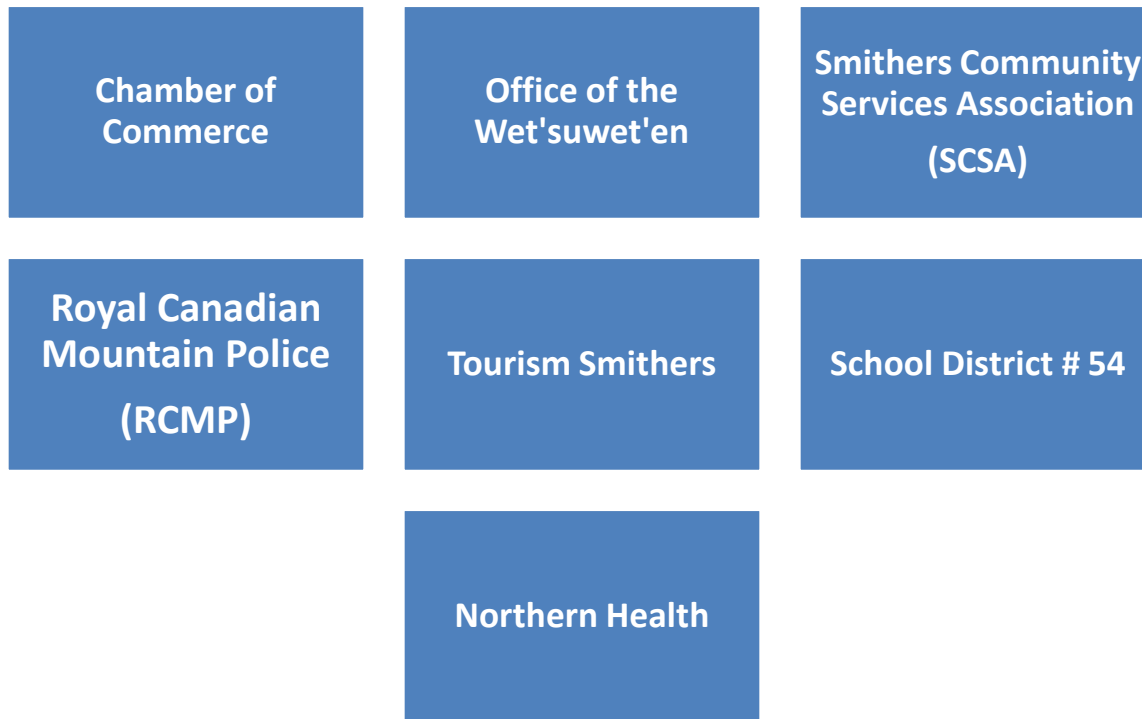 Chamber of
Commerce
Office of the
Wet'suwet'en
Smithers Community
Services Association
(SCSA)
Royal Canadian
Mountain Police
(RCMP)
Tourism Smithers
School District # 54
Northern Health